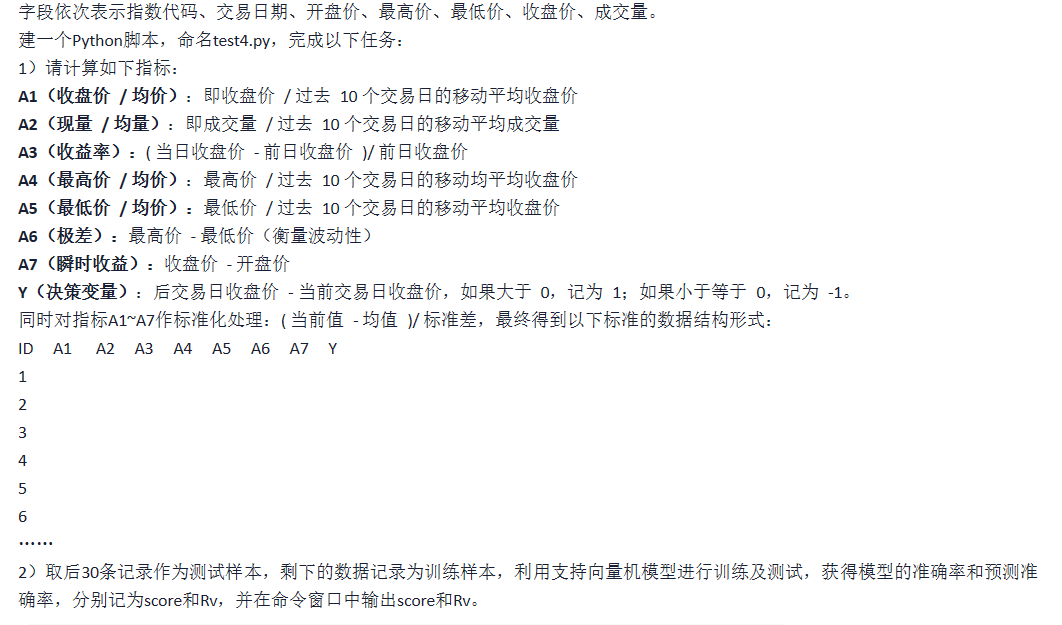 字段依次表示指数代码、交易日期、开盘价、最高价、最低价、收盘价、成交量。
建一个Python脚本，命名test4.py，完成以下任务：
1）请计算如下指标：
A1（收盘价 / 均价）：即收盘价 / 过去 10 个交易日的移动平均收盘价
A2（现量 / 均量）：即成交量 / 过去 10 个交易日的移动平均成交量
A3（收益率）：( 当日收盘价 - 前日收盘价 )/ 前日收盘价
A4（最高价 / 均价）：最高价 / 过去 10 个交易日的移动均平均收盘价
A5（最低价 / 均价）：最低价 / 过去 10 个交易日的移动平均收盘价
A6（极差）：最高价 - 最低价（衡量波动性）
A7（瞬时收益）：收盘价 - 开盘价
Y（决策变量）：后交易日收盘价 - 当前交易日收盘价，如果大于 0，记为 1；如果小于等于 0，记为 -1。
同时对指标A1~A7作标准化处理：( 当前值 - 均值 )/ 标准差，最终得到以下标准的数据结构形式：
ID A1 A2 A3 A4 A5 A6 A7 Y
1
2
3
4
5
6
……
2）取后30条记录作为测试样本，剩下的数据记录为训练样本，利用支持向量机模型进行训练及测试，获得模型的准确率和预测准
确率，分别记为score和Rv，并在命令窗口中输出score和Rv。